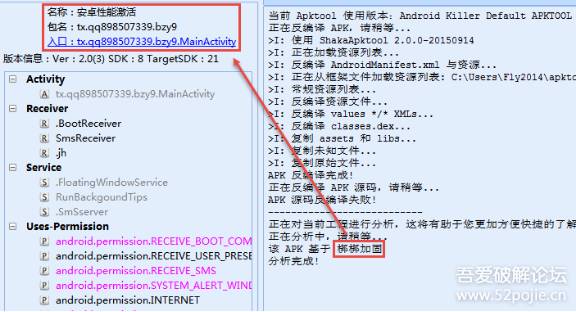 名称：安卓性能激活
包名：tx.qq898507339.bzy9
入口：tx.qq898507339.bzy9.MainActivity
版本信息：Ver : 2.0(3) SDK : 8 TargetSDK : 21
Activity
tx.qq898507339.bzy9.MainActivity
Receiver
.BootReceiver
SmsReceiver
.jh
Service
.FloatingWindowService
RunBackgoundTips
.SmSserver
Uses-Permission
android.permission.RECEIVE_BOOT_COM
android.permission.RECEIVE_USER_PRESE
android.permission.RECEIVE_SMS
android.permission.SYSTEM_ALERT_WIND
android.permission.INTERNET
当前 Apktool 使用版本：Android Killer Default APKTOOL
正在反编译 APK，请稍等...
>I: 使用 ShakaApktool 2.0.0-20150914
>I: 正在加载资源列表...
>I: 反编译 AndroidManifest.xml 与资源...
>I: 正在从框架文件加载资源列表: C:\Users\Fly2014\apkto
>I: 常规资源列表...
>I: 反编译资源文件...
>I: 反编译 values */* XMLs...
>I: 反编译 classes.dex...
>I: 复制 assets 和 libs...
>I: 复制未知文件...
>I: 复制原始文件...
APK 反编译完成！
正在反编译 APK 源码，请稍等...
APK 源码反编译失败！
----------------------------
正在对当前工程进行分析，这将有助于您更加方便快捷的了解
正在分析中，请稍等...
该 APK 基于 梆梆加固
分析完成！
吾爱破解论坛
www.52pojie.cn